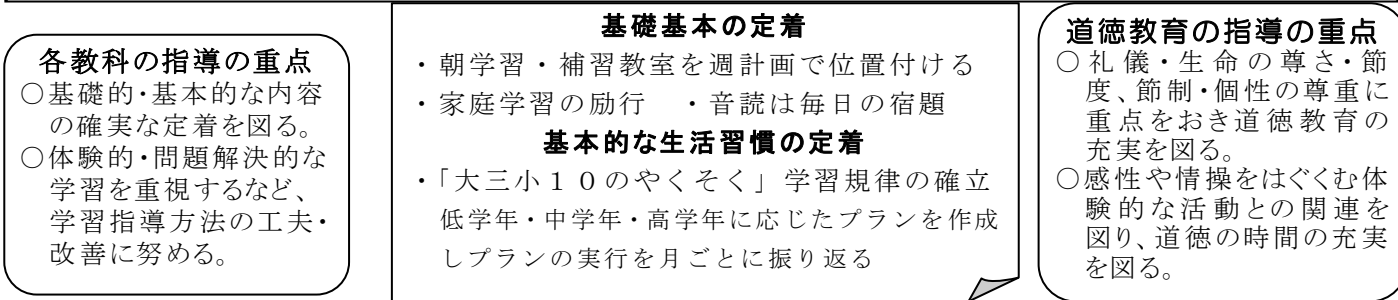 各教科の指導の重点
○基礎的・基本的な内容
の確実な定着を図る。
○体験的・問題解決的な
学習を重視するなど、
学習指導方法の工夫・
改善に努める。
基礎基本の定着
・朝学習・補習教室を週計画で位置付ける
・家庭学習の励行　・音読は毎日の宿題
基本的な生活習慣の定着
・「大三小１０のやくそく」学習規律の確立
低学年・中学年・高学年に応じたプランを作成
しプランの実行を月ごとに振り返る
道徳教育の指導の重点
○礼儀・生命の尊さ・節
度、節制・個性の尊重に
重点をおき道徳教育の
充実を図る。
○感性や情操をはぐくむ体
験的な活動との関連を
図り、道徳の時間の充実
を図る。